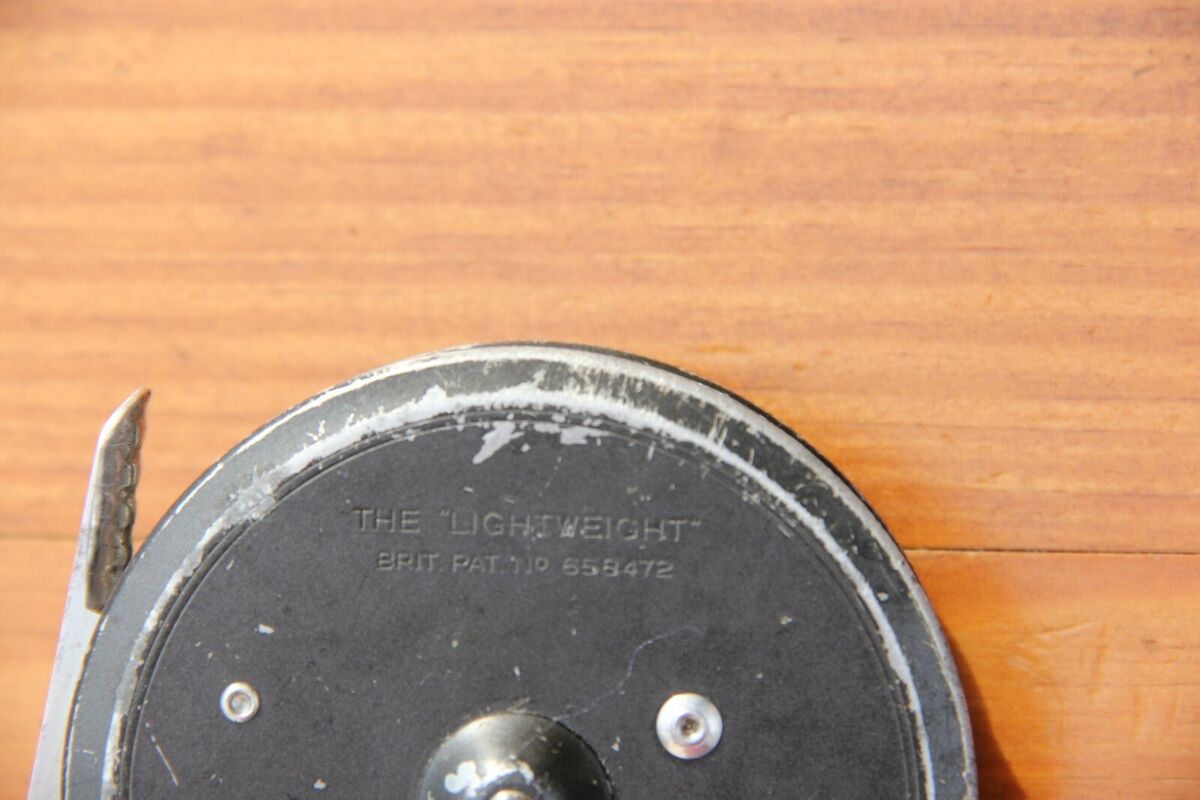 THE "LIGHTWEIGHT"
BRIT. PAT. No 658472